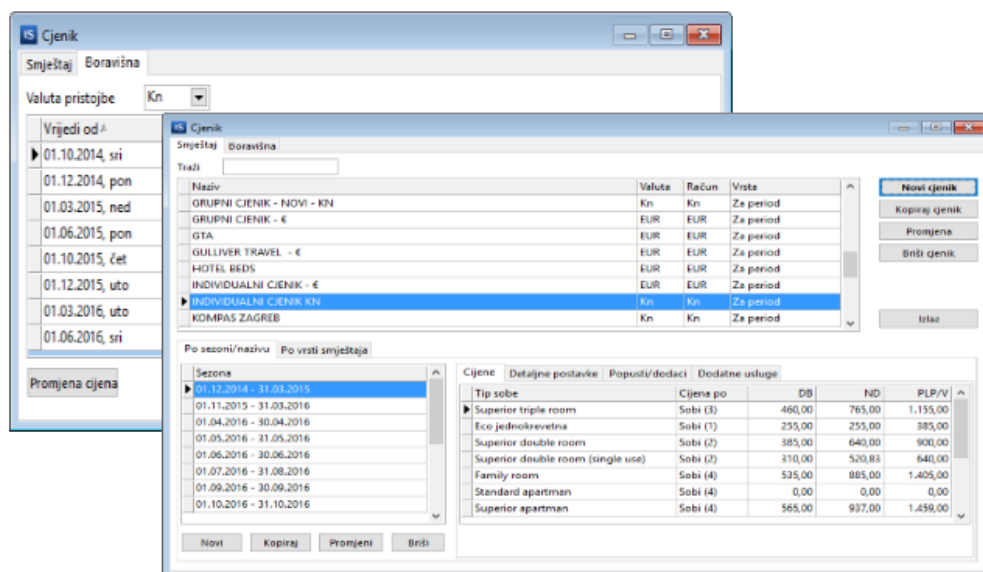 IS Cjenik
Smještaj Boravišna
Valuta pristojbe Kn
Vrijedi od
01.10.2014, sri
01.12.2014, pon
01.03.2015, ned
01.06.2015, pon
01.10.2015, čet
01.12.2015, uto
01.03.2016, uto
01.06.2016, sri
Promjena cijena
IS Cjenik
Smještaj Boravišna
Traži
Naziv Valuta Račun Vrsta
GRUPNI CJENIK - NOVI - KN Kn Kn Za period
GRUPNI CJENIK - € EUR EUR Za period
GTA EUR EUR Za period
GULLIVER TRAVEL - € EUR EUR Za period
HOTEL BEDS EUR EUR Za period
INDIVIDUALNI CJENIK - € EUR EUR Za period
INDIVIDUALNI CJENIK KN Kn Kn Za period
KOMPAS ZAGREB Kn Kn Za period
Novi cjenik
Kopiraj cjenik
Promjena
Briši cjenik
Izlaz
Po sezoni/nazivu Po vrsti smještaja
Sezona
01.12.2014 - 31.03.2015
01.11.2015 - 31.03.2016
01.04.2016 - 30.04.2016
01.05.2016 - 31.05.2016
01.06.2016 - 30.06.2016
01.07.2016 - 31.08.2016
01.09.2016 - 30.09.2016
01.10.2016 - 31.10.2016
Novi Kopiraj Promjeni Briši
Cijene Detaljne postavke Popusti/dodaci Dodatne usluge
Tip sobe Cijena po DB ND PLP/V
Superior triple room Sobi (3) 460,00 765,00 1.155,00
Eco jednokrevetna Sobi (1) 255,00 255,00 385,00
Superior double room Sobi (2) 385,00 640,00 900,00
Superior double room (single use) Sobi (2) 310,00 520,83 640,00
Family room Sobi (4) 535,00 885,00 1.405,00
Standard apartman Sobi (4) 0,00 0,00 0,00
Superior apartman Sobi (4) 565,00 937,00 1.459,00